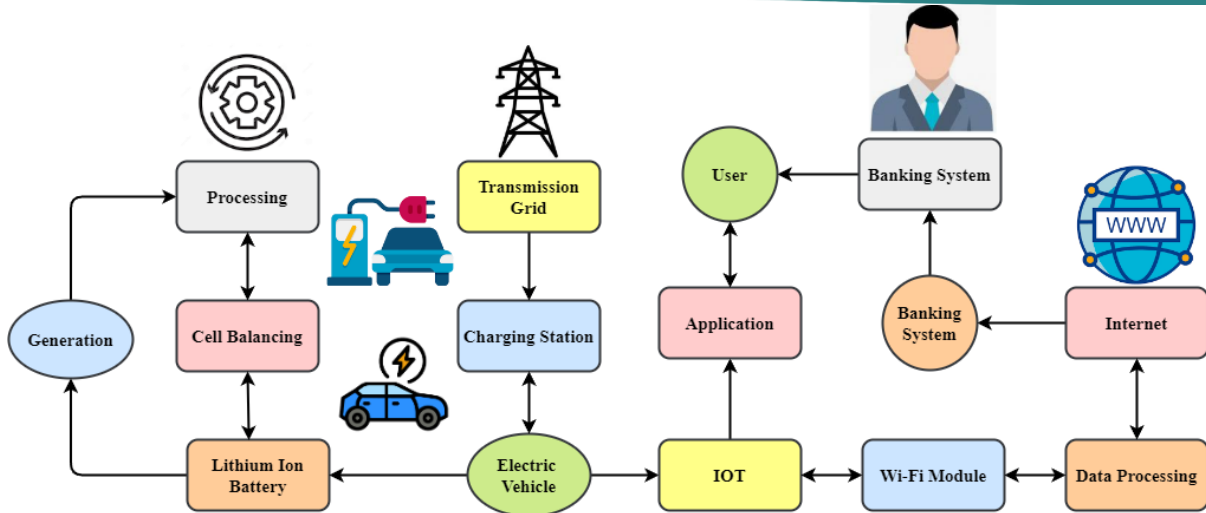 Processing
Transmission
Grid
User
Banking System
WWW
Generation
Cell Balancing
Charging Station
Application
Banking
System
Internet
Lithium Ion
Battery
Electric
Vehicle
IOT
Wi-Fi Module
Data Processing